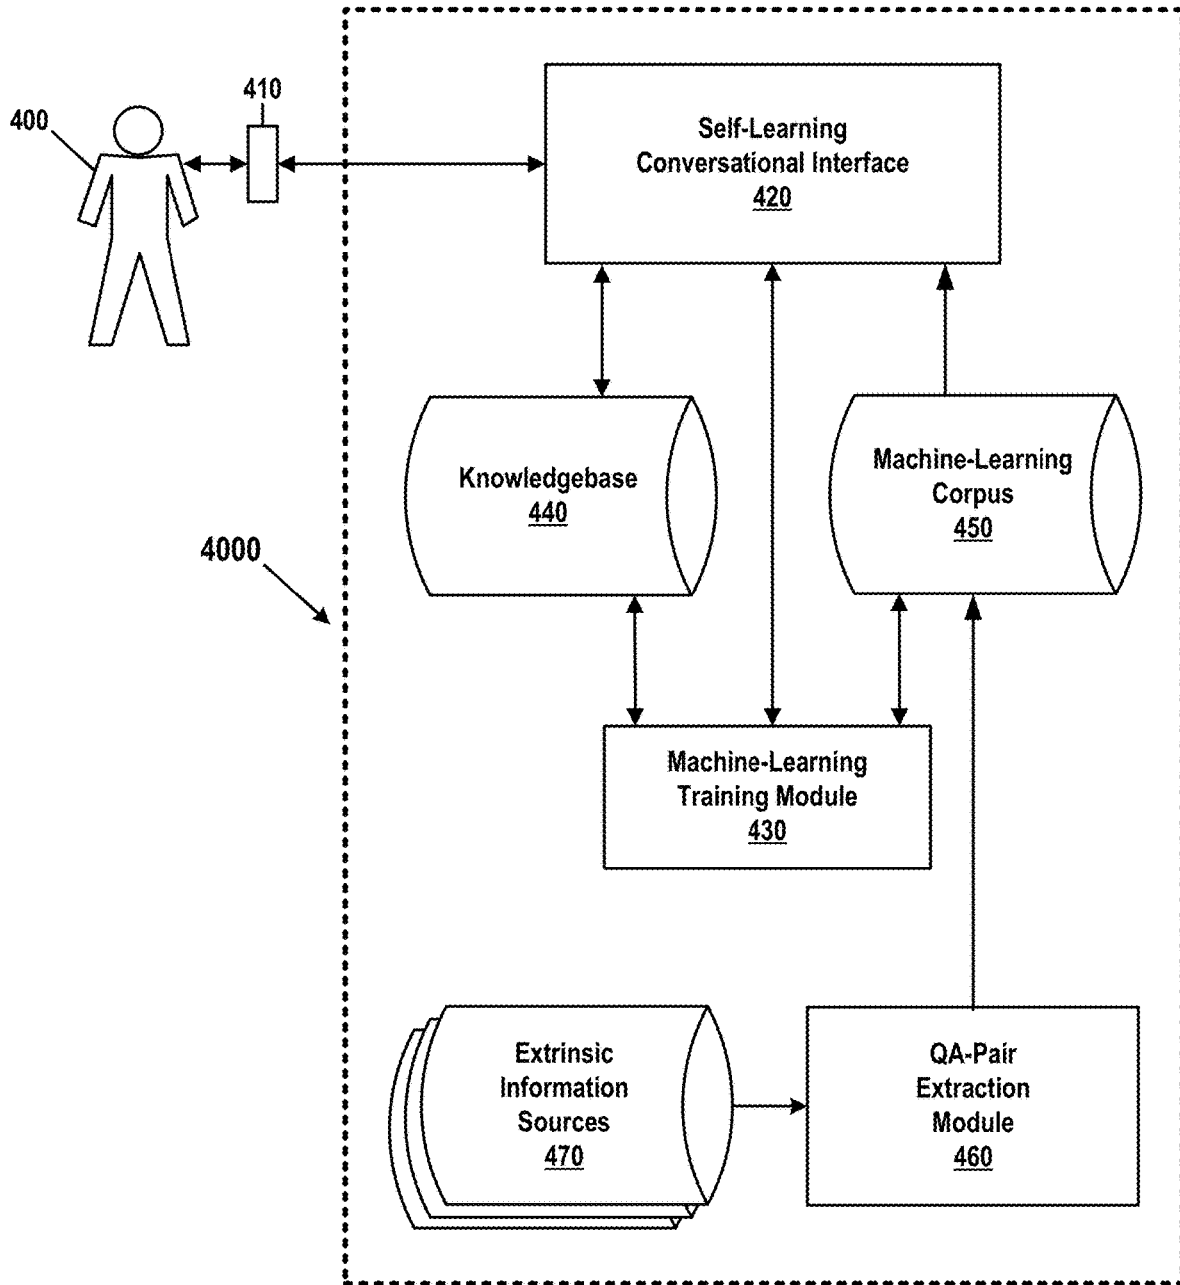 410
400
Self-Learning
Conversational Interface
420
Knowledgebase
440
Machine-Learning
Corpus
450
4000
Machine-Learning
Training Module
430
Extrinsic
Information
Sources
470
QA-Pair
Extraction
Module
460